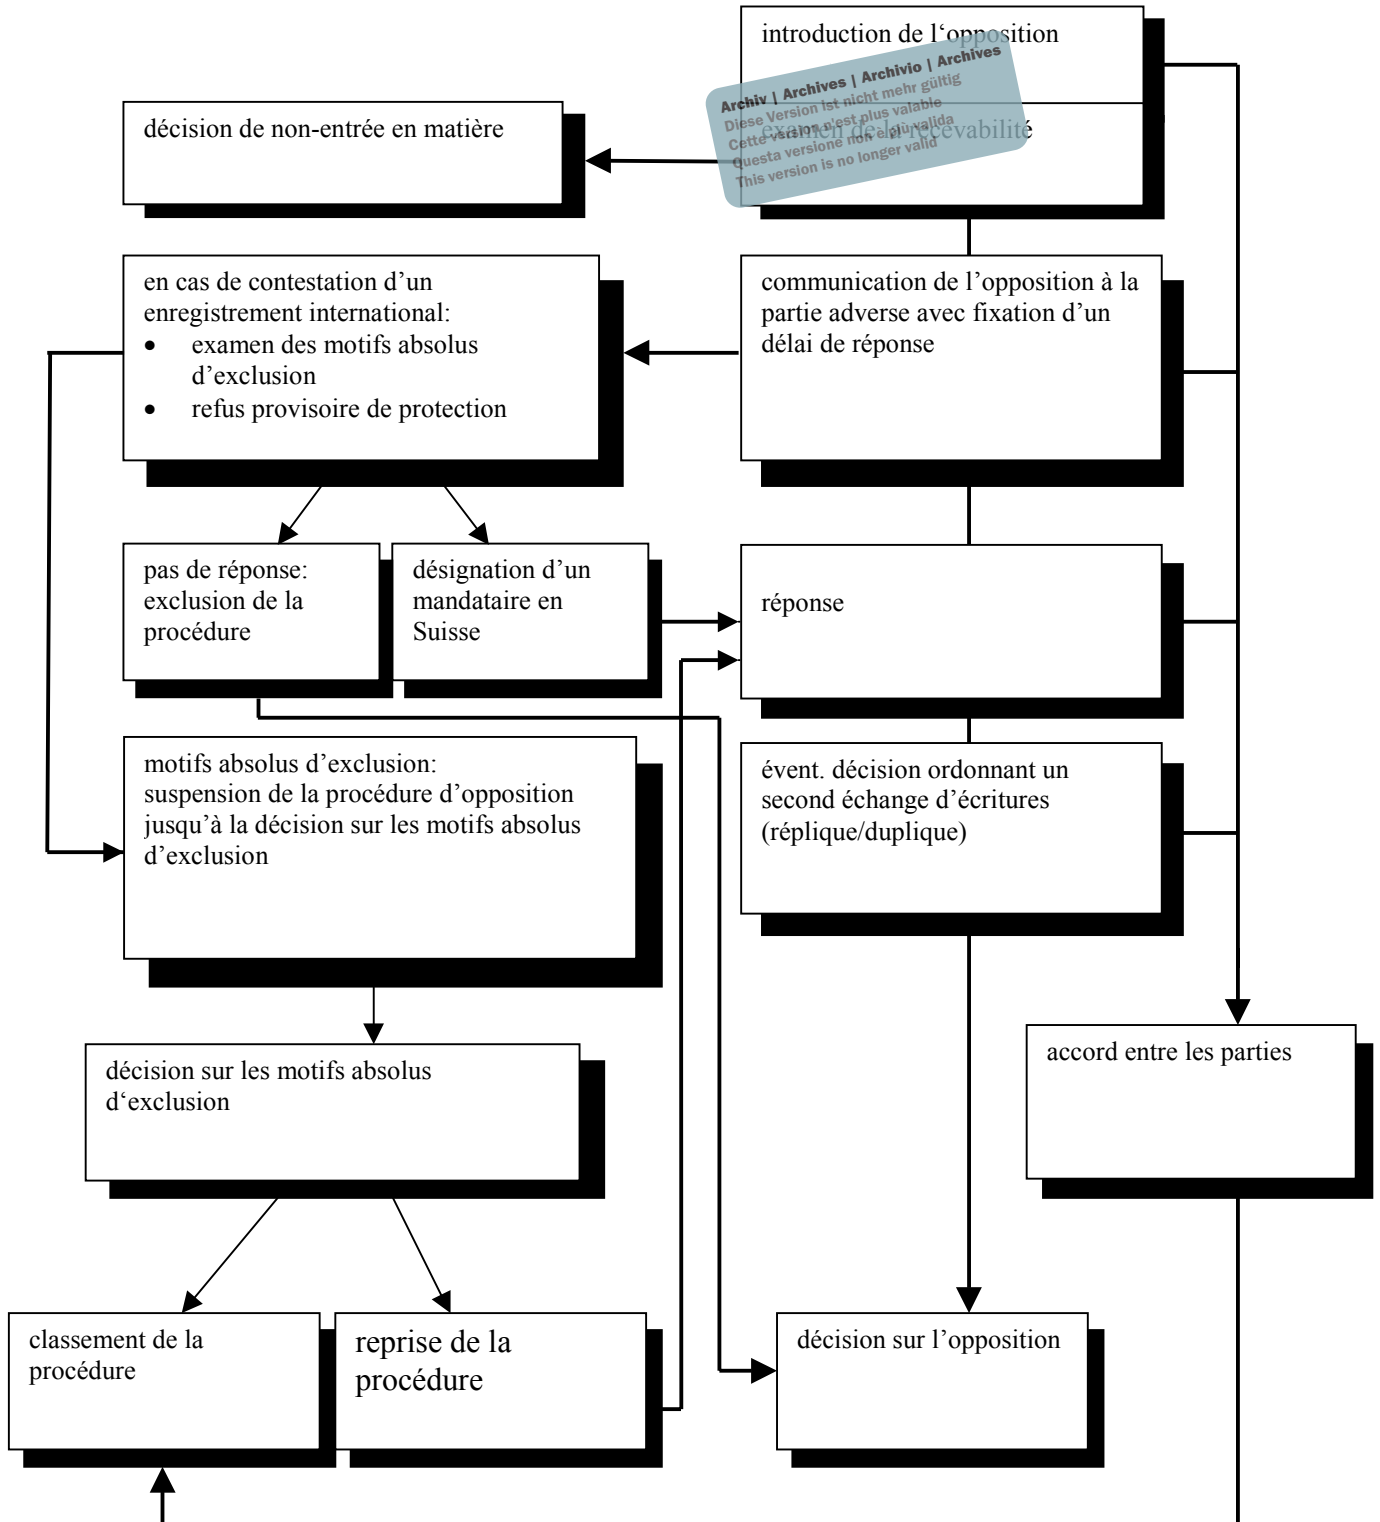 introduction de l‘opposition
Archiv | Archives | Archivio | Archives
Diese Version ist nicht mehr gültig
Cette version n'est plus valable
Questa versione non è più valida
This version is no longer valid
examen de la recevabilité
décision de non-entrée en matière
en cas de contestation d’un
enregistrement international:
• examen des motifs absolus
d’exclusion
• refus provisoire de protection
communication de l’opposition à la
partie adverse avec fixation d’un
délai de réponse
pas de réponse:
exclusion de la
procédure
désignation d’un
mandataire en
Suisse
réponse
motifs absolus d’exclusion:
suspension de la procédure d’opposition
jusqu’à la décision sur les motifs absolus
d’exclusion
évent. décision ordonnant un
second échange d’écritures
(réplique/duplique)
décision sur les motifs absolus
d‘exclusion
accord entre les parties
classement de la
procédure
reprise de la
procédure
décision sur l’opposition